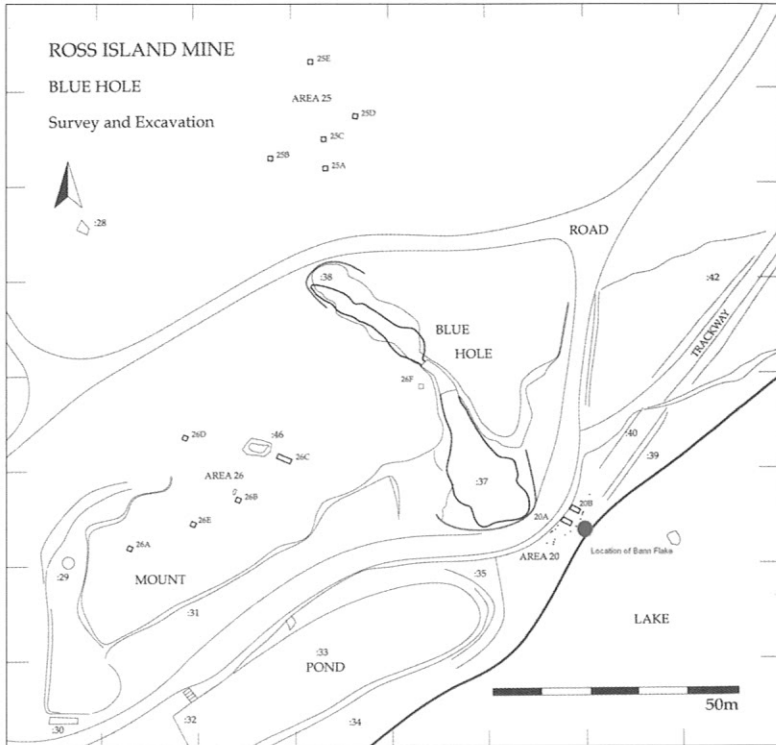 ROSS ISLAND MINE
BLUE HOLE
Survey and Excavation
25E
AREA 25
25D
25C
25B
25A
:28
ROAD
:38
:42
BLUE
HOLE
TRACKWAY
26F
26D
:46
26C
:40
:39
AREA 26
:37
26B
20B
20A
26E
26A
AREA 20
Location of Bann Flake
:29
MOUNT
:35
:31
LAKE
:33
POND
50m
:32
:34
:30